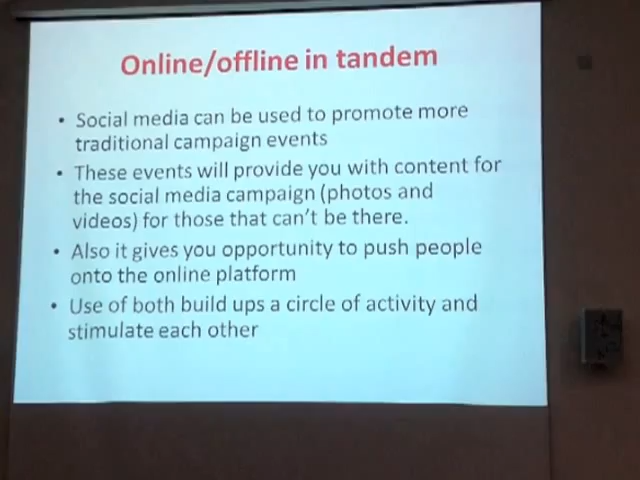 Online/offline in tandem
• Social media can be used to promote more
traditional campaign events
• These events will provide you with content for
the social media campaign (photos and
videos) for those that can't be there.
• Also it gives you opportunity to push people
onto the online platform
• Use of both build ups a circle of activity and
stimulate each other